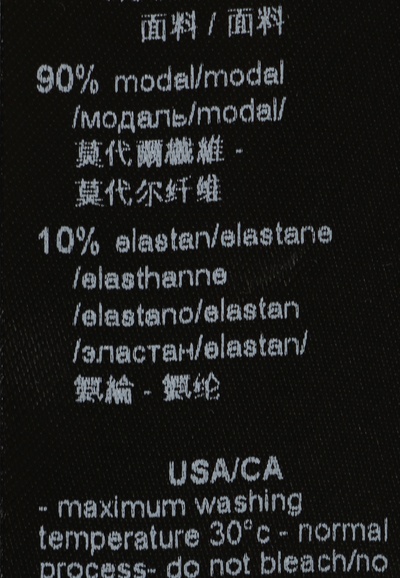 面料 / 面料
90% modal/modal
/модаль/modal/
莫代爾纖維 -
莫代尔纤维
10% elastan/elastane
/elasthanne
/elastano/elastan
/эластан/elastan/
氨綸 - 氨纶
USA/CA
- maximum washing
temperature 30°c - normal
process- do not bleach/no